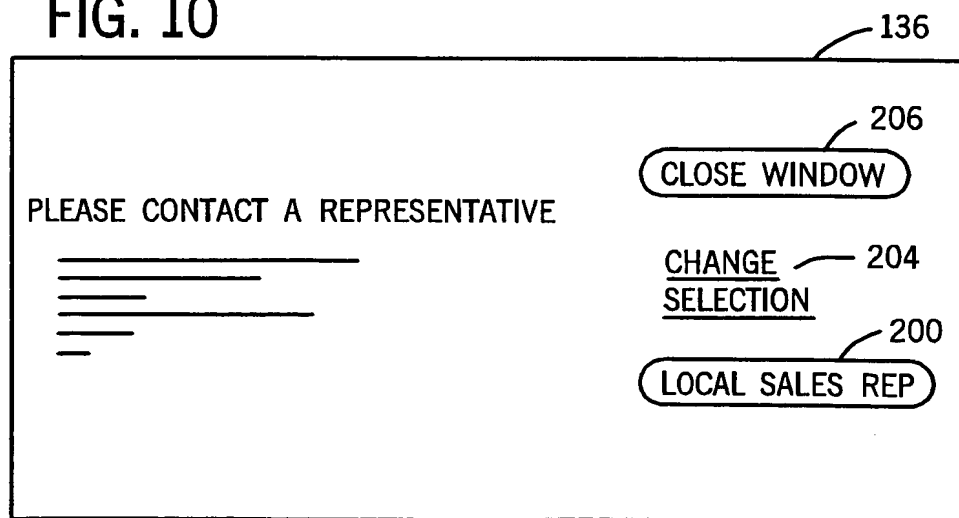 FIG. 10
136
206
CLOSE WINDOW
PLEASE CONTACT A REPRESENTATIVE
CHANGE
SELECTION
204
200
LOCAL SALES REP